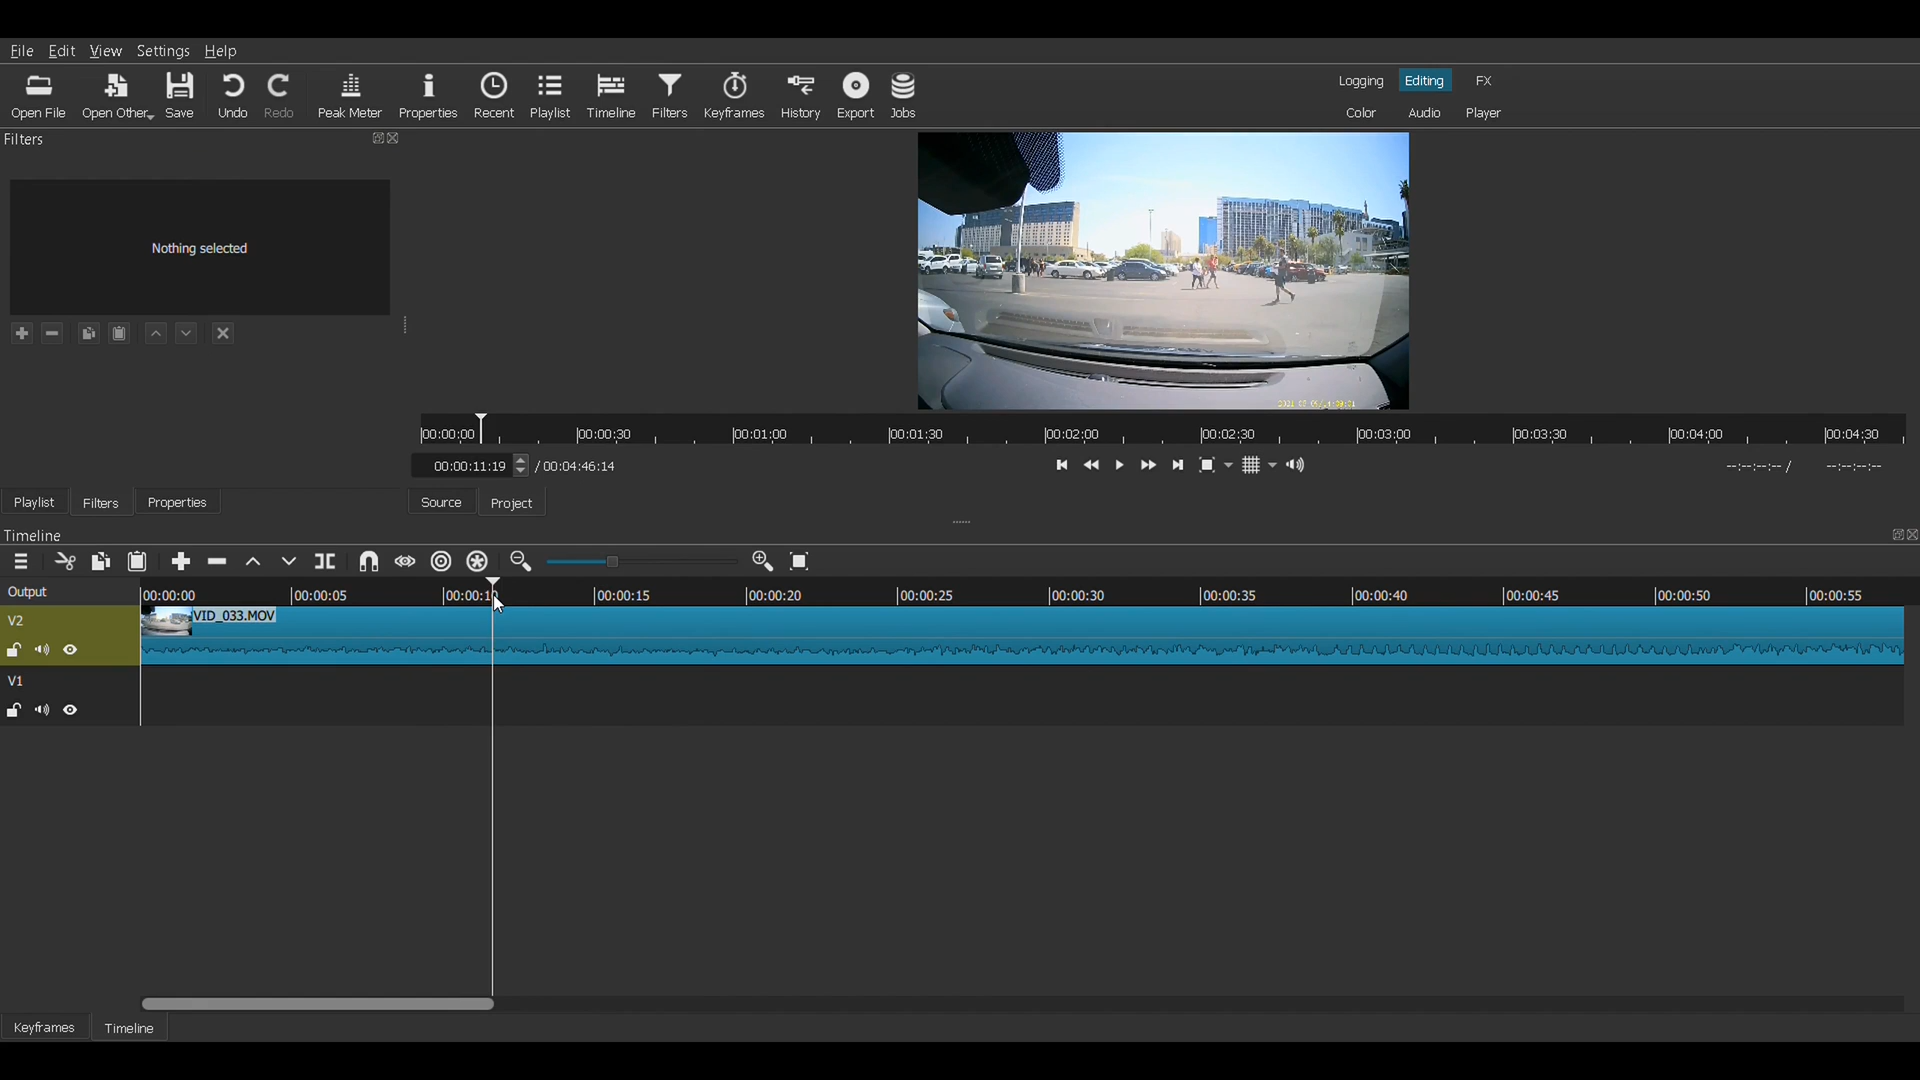 File Edit View Settings Help
Open File Open Other Save Undo Redo Peak Meter Properties Recent Playlist Timeline Filters Keyframes History Export Jobs
Logging Editing FX
Color Audio Player
Filters
Nothing selected
00:00:00 00:00:30 00:01:00 00:01:30 00:02:00 00:02:30 00:03:00 00:03:30 00:04:00 00:04:30
00:00:11:19 / 00:04:46:14 --:--:--:-- / --:--:--:--
Playlist Filters Properties Source Project
Timeline
Output 00:00:00 00:00:05 00:00:10 00:00:15 00:00:20 00:00:25 00:00:30 00:00:35 00:00:40 00:00:45 00:00:50 00:00:55
V2 VID_033.MOV
V1
Keyframes Timeline